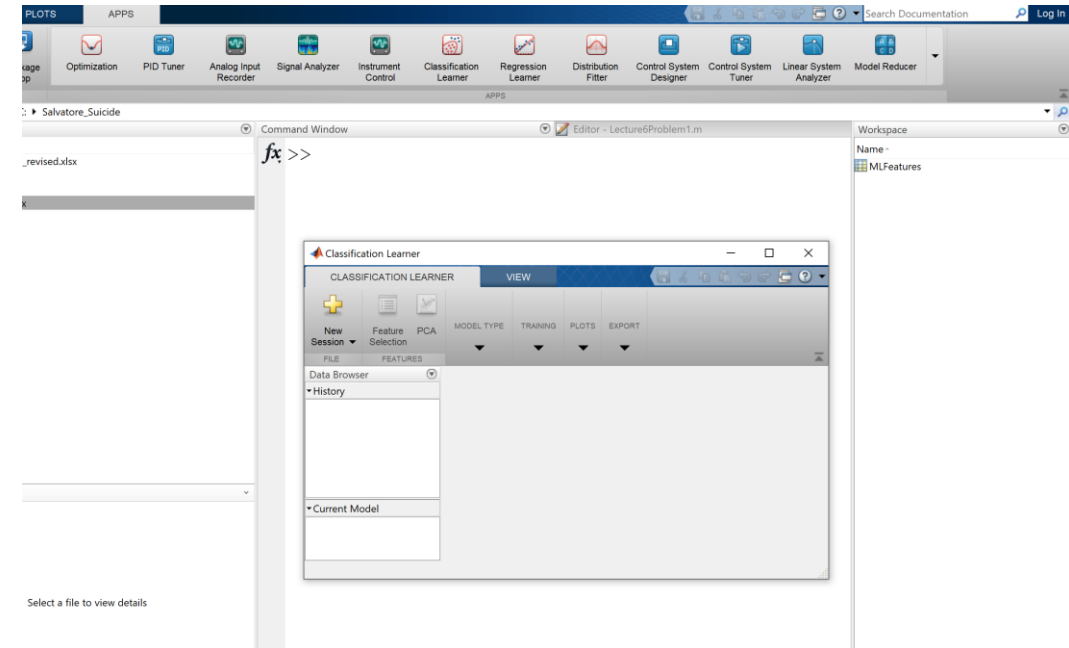 PLOTS APPS
Search Documentation Log In
Optimization PID Tuner Analog Input Recorder Signal Analyzer Instrument Control Classification Learner Regression Learner Distribution Fitter Control System Designer Control System Tuner Linear System Analyzer Model Reducer
APPS
Salvatore_Suicide
Command Window
Editor - Lecture6Problem1.m
Workspace
fx >>
Name
_revised.xlsx
MLFeatures
Classification Learner
CLASSIFICATION LEARNER VIEW
New Session
Feature Selection
PCA
MODEL TYPE TRAINING PLOTS EXPORT
FILE FEATURES
Data Browser
History
Current Model
Select a file to view details